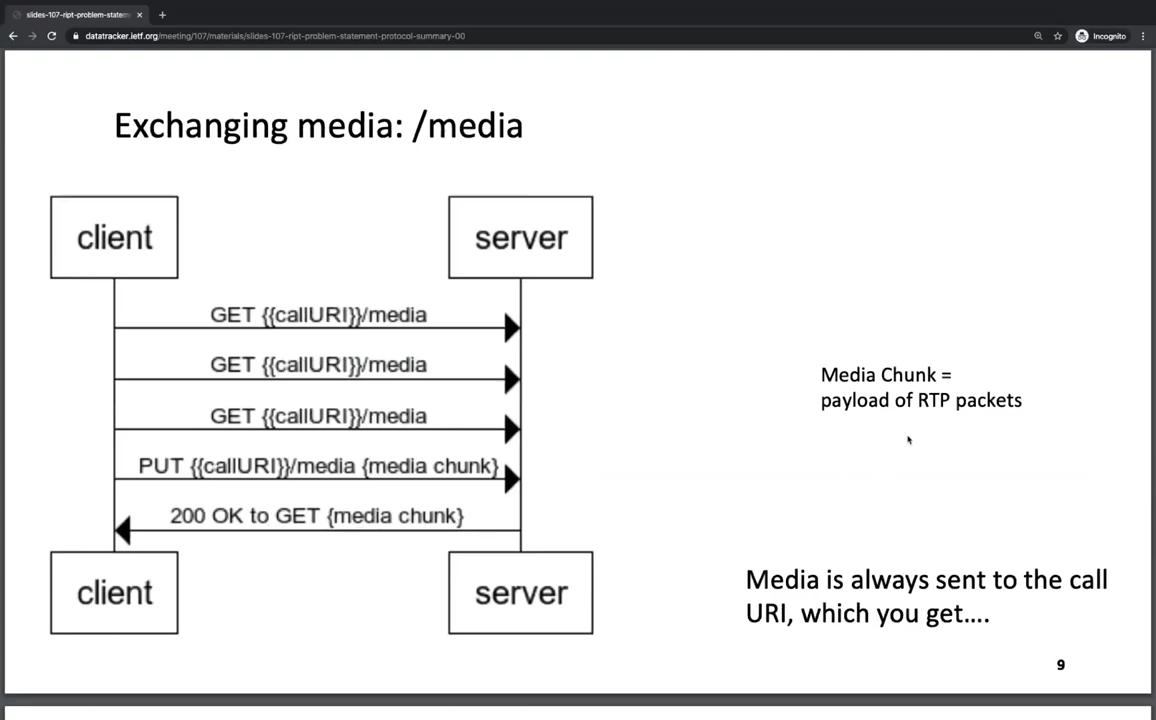 slides-107-ript-problem-statem
datatracker.ietf.org/meeting/107/materials/slides-107-ript-problem-statement-protocol-summary-00
Incognito
Exchanging media: /media
client
server
GET {{callURI}}/media
GET {{callURI}}/media
GET {{callURI}}/media
PUT {{callURI}}/media {media chunk}
200 OK to GET {media chunk}
client
server
Media Chunk =
payload of RTP packets
Media is always sent to the call
URI, which you get....
9